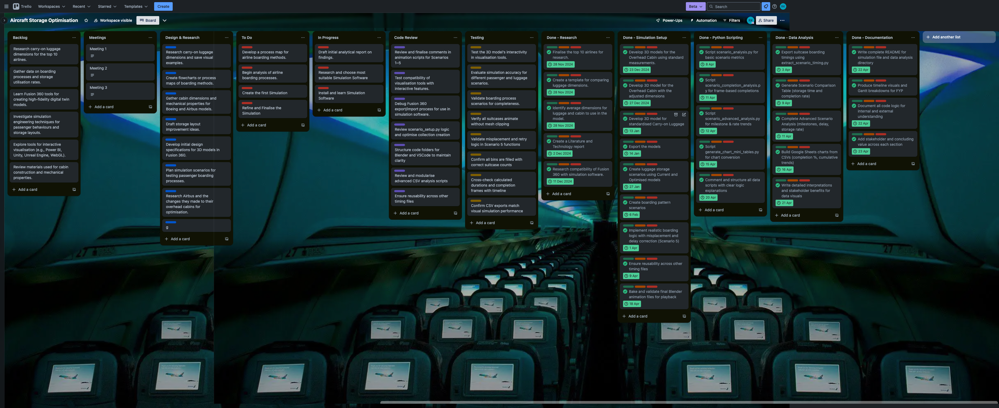 Trello
Workspaces
Recent
Starred
Templates
Create
Beta
Search
RK
Aircraft Storage Optimisation
Workspace visible
Board
Power-Ups
Automation
Filters
RK
Share
Backlog
Research carry-on luggage
dimensions for the top 10
airlines.
Gather data on boarding
processes and storage
utilisation rates.
Learn Fusion 360 tools for
creating high-fidelity digital twin
models.
Investigate simulation
engineering techniques for
passenger behaviours and
storage layouts.
Explore tools for interactive
visualisation (e.g., Power BI,
Unity, Unreal Engine, WebGL).
Review materials used for cabin
construction and mechanical
properties.
Add a card
Meetings
Meeting 1
Meeting 2
Meeting 3
Add a card
Design & Research
Research carry-on luggage
dimensions and save visual
examples.
Create flowcharts or process
maps of boarding methods.
Gather cabin dimensions and
mechanical properties for
Boeing and Airbus models.
Draft storage layout
improvement ideas.
Develop initial design
specifications for 3D models in
Fusion 360.
Plan simulation scenarios for
testing passenger boarding
processes.
Research Airbus and the
changes they made to their
overhead cabins for
optimisation.
g
Add a card
To Do
Develop a process map for
airline boarding methods.
Begin analysis of airline
boarding processes.
Create the first Simulation
Refine and Finalise the
Simulation
Add a card
In Progress
Draft initial analytical report on
findings.
Research and choose most
suitable Simulation Software
Install and learn Simulation
Software
Add a card
Code Review
Review and finalise comments in
animation scripts for Scenarios
1–5
Test compatibility of
visualisation tools with
interactive features.
Debug Fusion 360
export/import process for use in
simulation software.
Review scenario_setup.py logic
and optimise collection creation
Structure code folders for
Blender and VSCode to maintain
clarity
Review and modularise
advanced CSV analysis scripts
Ensure reusability across other
timing files
Add a card
Testing
Test the 3D model's interactivity
in visualisation tools.
Evaluate simulation accuracy for
different passenger and luggage
scenarios.
Validate boarding process
scenarios for completeness.
Verify all suitcases animate
without mesh clipping
Validate misplacement and retry
logic in Scenario 5 functions
Confirm all bins are filled with
correct suitcase counts
Cross-check calculated
durations and completion
frames with timeline
Confirm CSV exports match
visual simulation performance
Add a card
Done - Research
Finalise the top 10 airlines for
research.
28 Nov 2024
Create a template for comparing
luggage dimensions.
28 Nov 2024
Identify average dimensions for
luggage and cabin to use in the
model.
28 Nov 2024
Create a Literature and
Technology report
2 Dec 2024
Research compatibility of Fusion
360 with simulation software.
11 Dec 2024
Add a card
Done - Simulation Setup
Develop 3D models for the
Overhead Cabin using standard
measurements.
23 Dec 2024
Develop 3D model for the
Overhead Cabin with the
adjusted dimensions
27 Dec 2024
Develop 3D model for
standardised Carry-on Luggage
13 Jan
Export the models
14 Jan
Create luggage storage
scenarios using Current and
Optimised models
27 Jan
Create boarding pattern
scenarios
6 Feb
Implement realistic boarding
logic with misplacement and
delay correction (Scenario 5)
1 Apr
Ensure reusability across other
timing files
9 Apr
Bake and validate final Blender
animation files for playback
18 Apr
Add a card
Done - Python Scripting
Script scenario_analysis.py for
basic scenario metrics
8 Apr
Script
scenario_completion_analysis.p
y for frame-based completions
11 Apr
Script
scenario_advanced_analysis.py
for milestone & rate trends
12 Apr
Script
generate_chart_mini_tables.py
for chart conversion
15 Apr
Comment and structure all data
scripts with clear logic
explanations
20 Apr
Add a card
Done - Data Analysis
Export suitcase boarding
timings using
extract_scenario_timing.py
3 Apr
Generate Scenario Comparison
Table (storage time and
completion rate)
9 Apr
Complete Advanced Scenario
Analysis (milestones, delay,
storage rate)
11 Apr
Build Google Sheets charts from
CSVs (completion %, cumulative
trends)
16 Apr
Write detailed interpretations
and stakeholder benefits for
data visuals
21 Apr
Add a card
Done - Documentation
Write complete README for
simulation file and data analysis
directory
22 Apr
Produce timeline visuals and
Gantt breakdowns for FYP
Document all code logic for
internal and external
understanding
22 Apr
Add stakeholder and concluding
value across each section
23 Apr
Add a card
Add another list
27
27
27